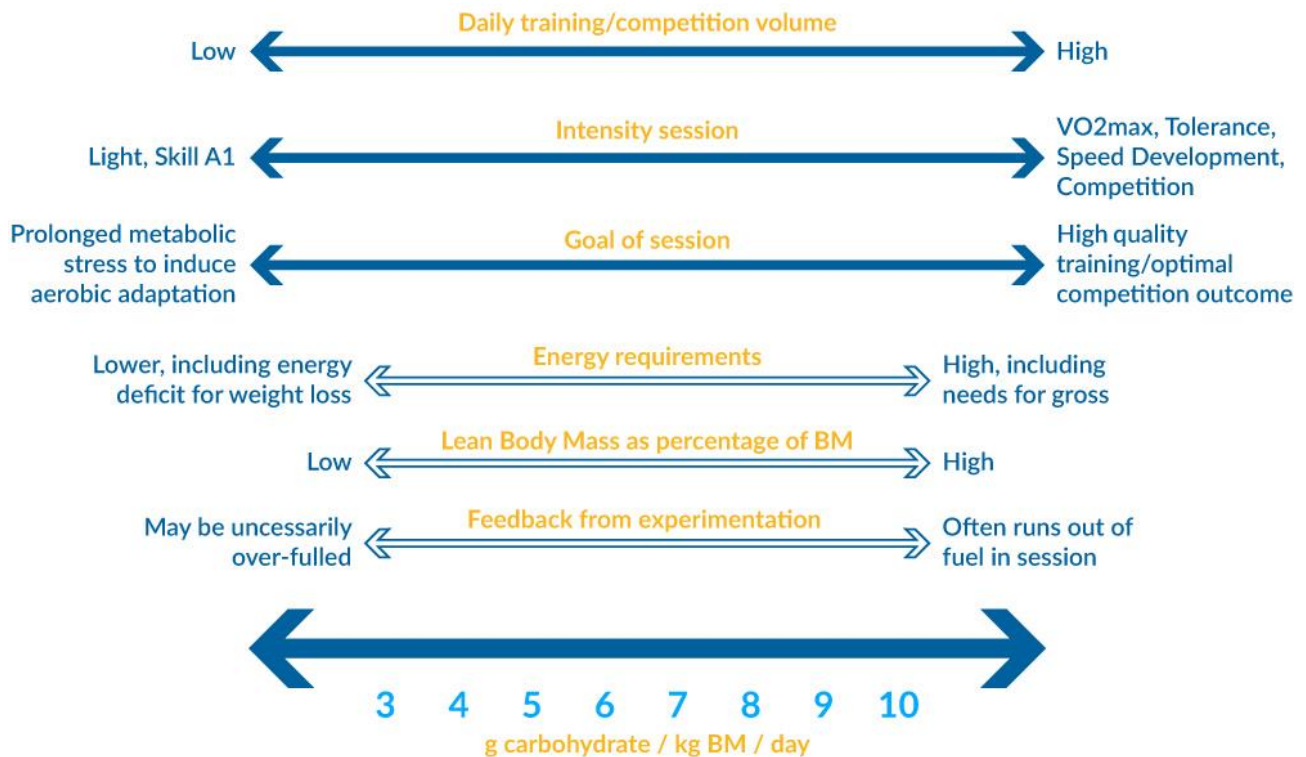 Daily training/competition volume
Low
High
Intensity session
Light, Skill A1
VO2max, Tolerance,
Speed Development,
Competition
Goal of session
Prolonged metabolic
stress to induce
aerobic adaptation
High quality
training/optimal
competition outcome
Energy requirements
Lower, including energy
deficit for weight loss
High, including
needs for gross
Lean Body Mass as percentage of BM
Low
High
Feedback from experimentation
May be uncessarily
over-fulled
Often runs out of
fuel in session
3 4 5 6 7 8 9 10
g carbohydrate / kg BM / day